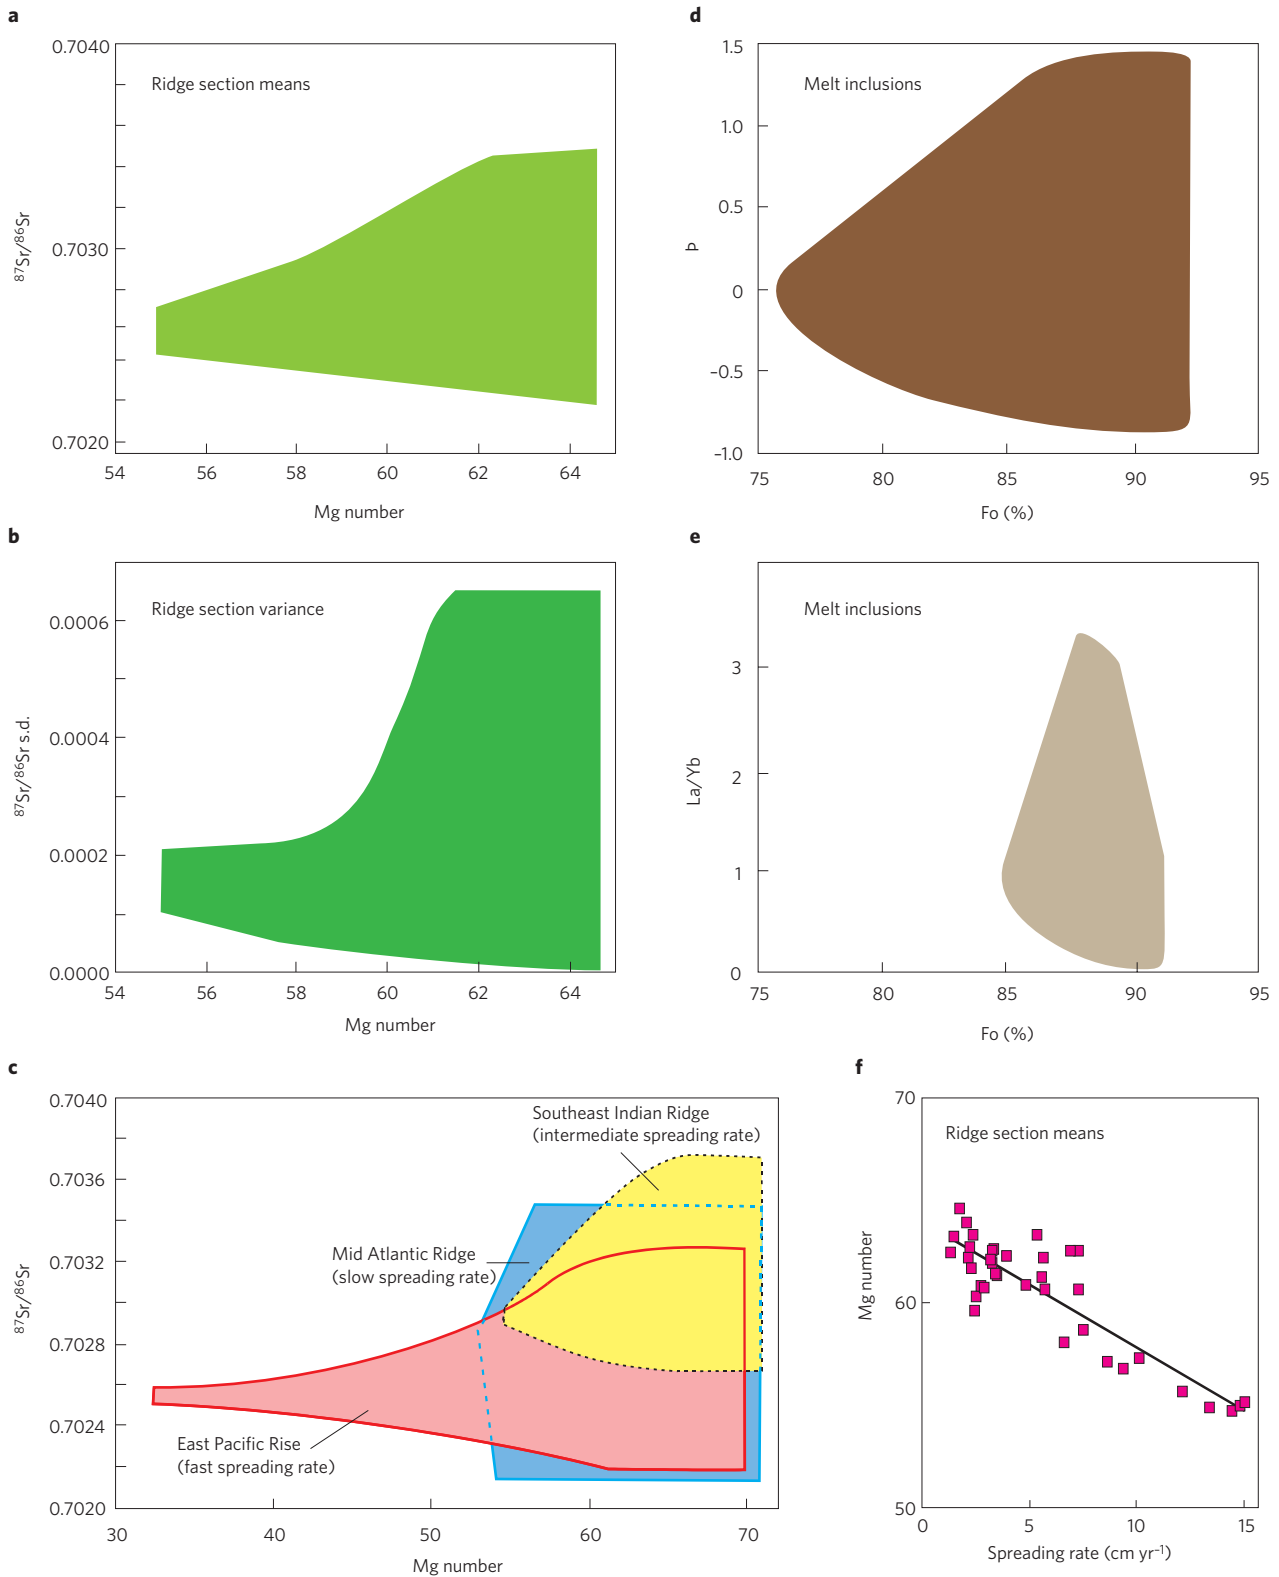 a
0.7040
0.7030
0.7020
⁸⁷Sr/⁸⁶Sr
Ridge section means
54 56 58 60 62 64
Mg number
d
1.5
1.0
0.5
0
–0.5
–1.0
Þ
Melt inclusions
75 80 85 90 95
Fo (%)
b
0.0006
0.0004
0.0002
0.0000
⁸⁷Sr/⁸⁶Sr s.d.
Ridge section variance
54 56 58 60 62 64
Mg number
e
3
2
1
0
La/Yb
Melt inclusions
75 80 85 90 95
Fo (%)
c
0.7040
0.7036
0.7032
0.7028
0.7024
0.7020
⁸⁷Sr/⁸⁶Sr
Southeast Indian Ridge
(intermediate spreading rate)
Mid Atlantic Ridge
(slow spreading rate)
East Pacific Rise
(fast spreading rate)
30 40 50 60 70
Mg number
f
70
60
50
Mg number
Ridge section means
0 5 10 15
Spreading rate (cm yr⁻¹)